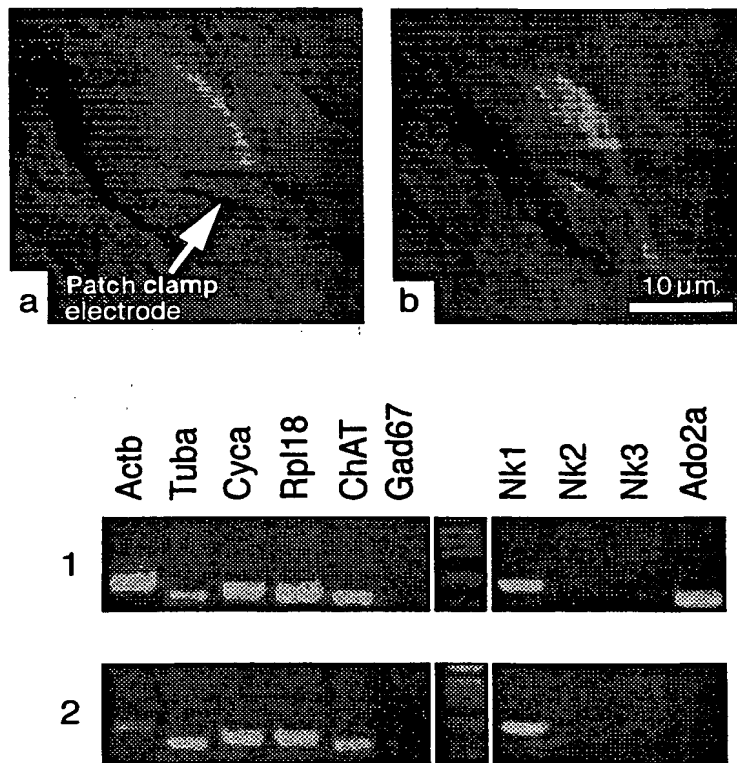 Patch clamp
electrode
a
b
10 µm
Actb Tuba Cyca Rpl18 ChAT Gad67 Nk1 Nk2 Nk3 Ado2a
1
2